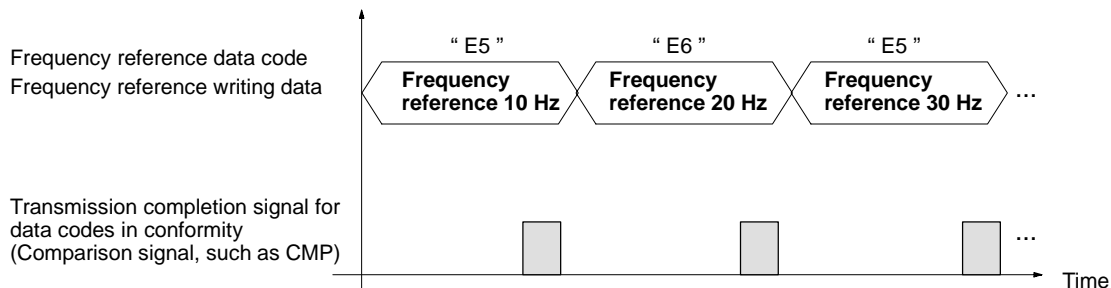 “ E5 ” “ E6 ” “ E5 ”
Frequency reference data code
Frequency reference writing data
Frequency
reference 10 Hz
Frequency
reference 20 Hz
Frequency
reference 30 Hz
...
Transmission completion signal for
data codes in conformity
(Comparison signal, such as CMP)
...
Time